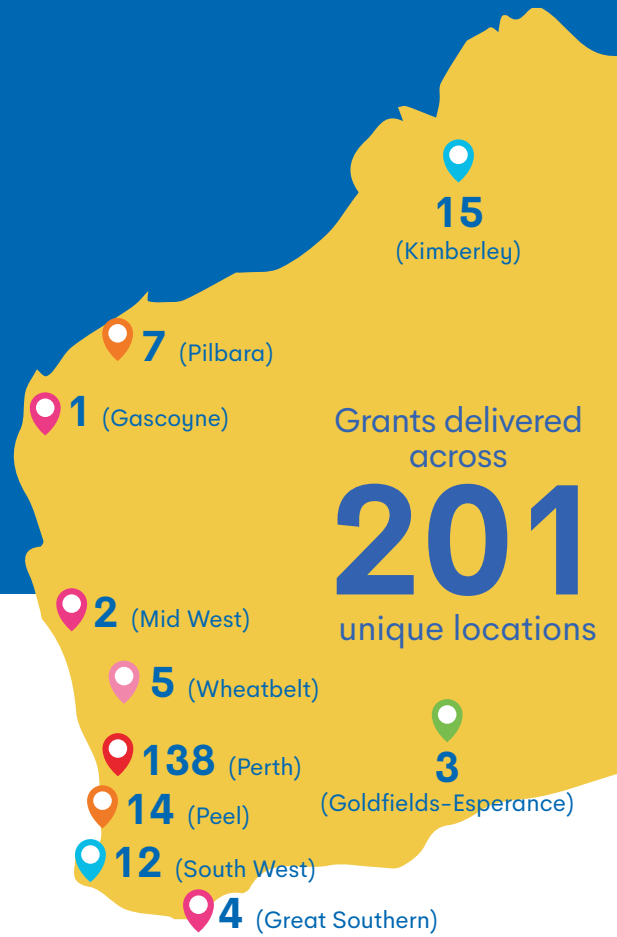 15
(Kimberley)
7 (Pilbara)
1 (Gascoyne)
Grants delivered
across
201
unique locations
2 (Mid West)
5 (Wheatbelt)
138 (Perth)
3
(Goldfields-Esperance)
14 (Peel)
12 (South West)
4 (Great Southern)